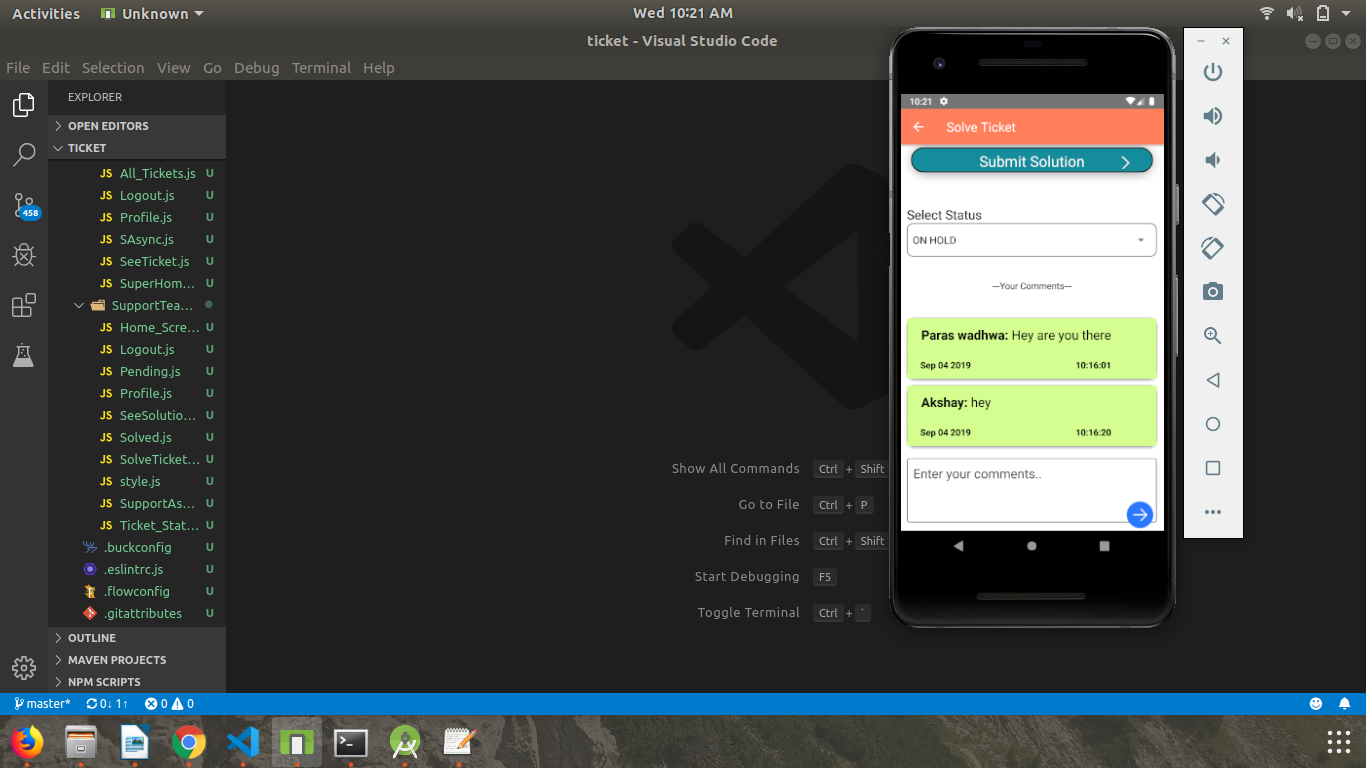 Activities Unknown Wed 10:21 AM
ticket - Visual Studio Code
File Edit Selection View Go Debug Terminal Help
EXPLORER
OPEN EDITORS
TICKET
JS All_Tickets.js U
JS Logout.js U
JS Profile.js U
JS SAsync.js U
JS SeeTicket.js U
JS SuperHom... U
SupportTea...
JS Home_Scre... U
JS Logout.js U
JS Pending.js U
JS Profile.js U
JS SeeSolutio... U
JS Solved.js U
JS SolveTicket... U
JS style.js U
JS SupportAs... U
JS Ticket_Stat... U
.buckconfig U
.eslintrc.js U
.flowconfig U
.gitattributes U
OUTLINE
MAVEN PROJECTS
NPM SCRIPTS
458
Show All Commands Ctrl + Shift
Go to File Ctrl + P
Find in Files Ctrl + Shift
Start Debugging F5
Toggle Terminal Ctrl + `
10:21
Solve Ticket
Submit Solution
Select Status
ON HOLD
—Your Comments—
Paras wadhwa: Hey are you there
Sep 04 2019 10:16:01
Akshay: hey
Sep 04 2019 10:16:20
Enter your comments..
master* 0↓ 1↑ 0 0